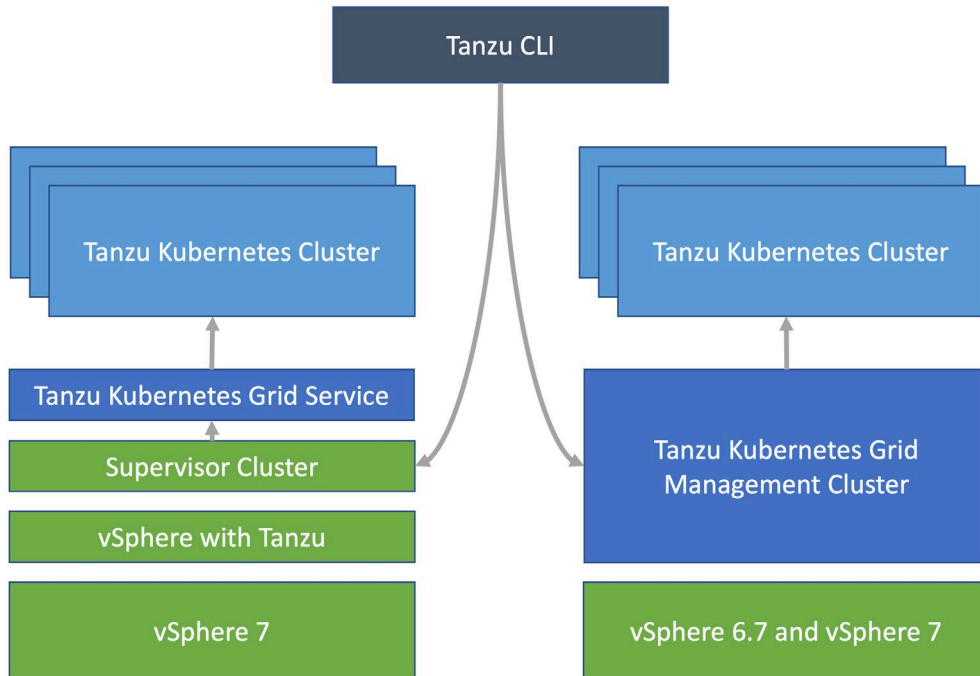 Tanzu CLI
Tanzu Kubernetes Cluster
Tanzu Kubernetes Grid Service
Supervisor Cluster
vSphere with Tanzu
vSphere 7
Tanzu Kubernetes Cluster
Tanzu Kubernetes Grid
Management Cluster
vSphere 6.7 and vSphere 7